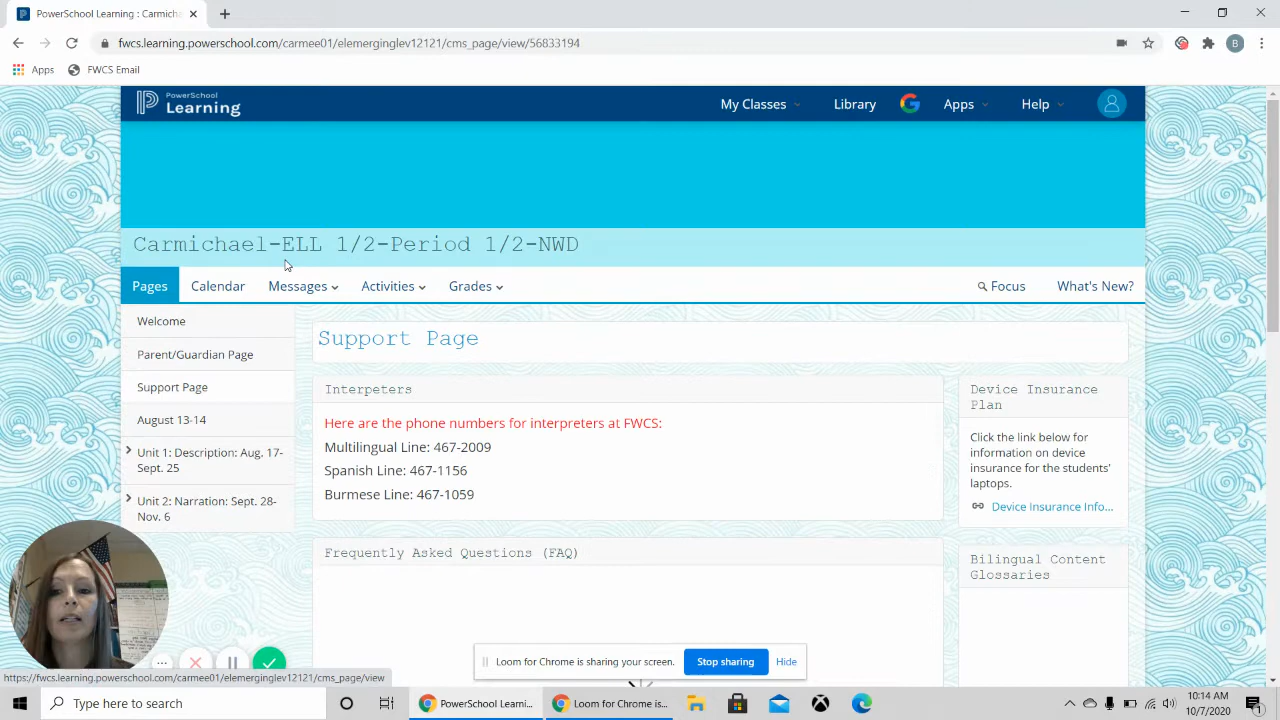 PowerSchool Learning : Carmicha
fwcs.learning.powerschool.com/carmee01/elemerginglev12121/cms_page/view/56833194
B
Apps
FWCS Email
PowerSchool
Learning
My Classes
Library
Apps
Help
Carmichael-ELL 1/2-Period 1/2-NWD
Pages
Calendar
Messages
Activities
Grades
Focus
What's New?
Welcome
Parent/Guardian Page
Support Page
August 13-14
Unit 1: Description: Aug. 17-
Sept. 25
Unit 2: Narration: Sept. 28-
Nov. 6
Support Page
Interpeters
Here are the phone numbers for interpreters at FWCS:
Multilingual Line: 467-2009
Spanish Line: 467-1156
Burmese Line: 467-1059
Frequently Asked Questions (FAQ)
Device Insurance
Plan
Click the link below for
information on device
insurance for the students'
laptops.
Device Insurance Info...
Bilingual Content
Glossaries
Loom for Chrome is sharing your screen.
Stop sharing
Hide
https://fwcs.learning.powerschool.com/carmee01/elemerginglev12121/cms_page/view
Type here to search
PowerSchool Learni...
Loom for Chrome is...
10:14 AM
10/7/2020
1